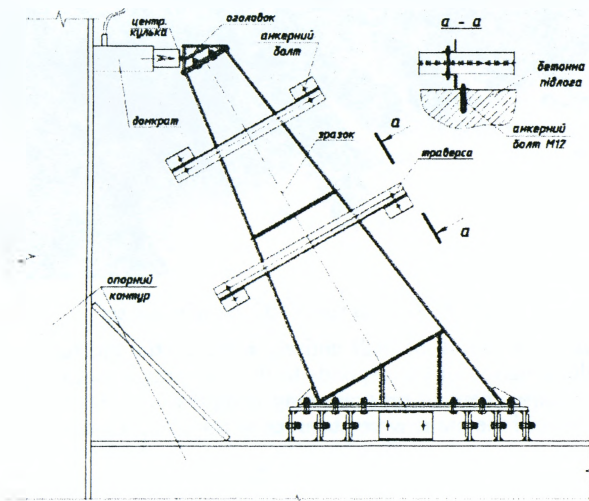 центр.
кулька
оголовок
анкерний
болт
а - а
бетонна
підлога
домкрат
зразок
а
анкерний
болт М12
траверса
а
опорний
контур